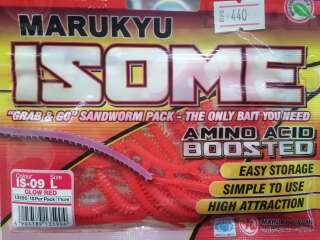 440
MARUKYU
ISOME
"GRAB & GO" SANDWORM PACK - THE ONLY BAIT YOU NEED
AMINO ACID
BOOSTED
EASY STORAGE
SIMPLE TO USE
HIGH ATTRACTION
Colour Size
IS-09 L
GLOW RED